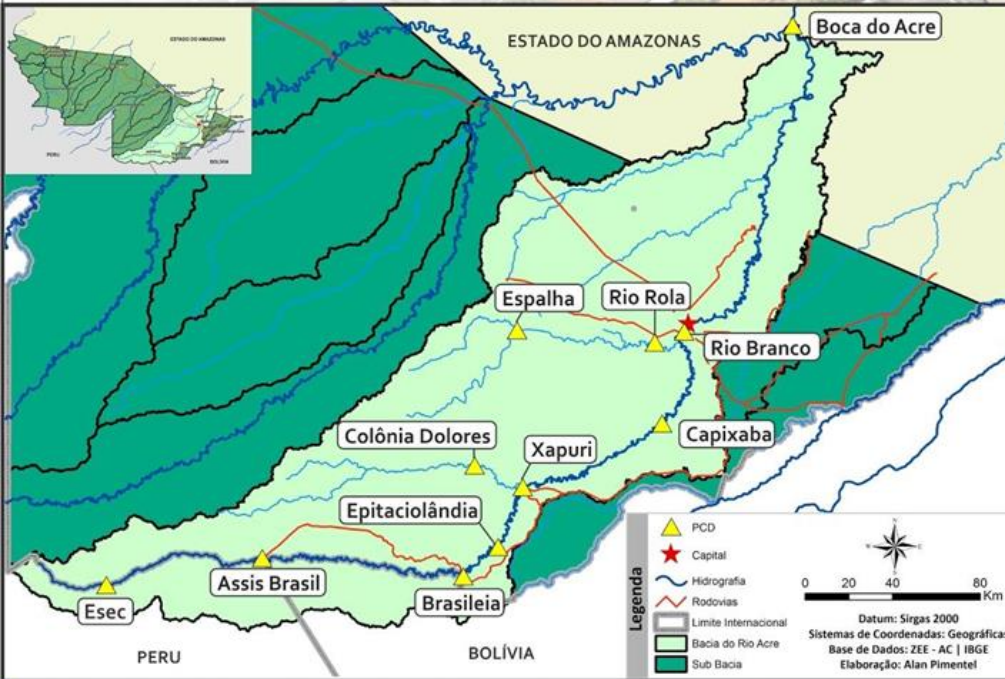 ESTADO DO AMAZONAS
PERU
BOLÍVIA
ESTADO DO AMAZONAS
Boca do Acre
Espalha
Rio Rola
Rio Branco
Colônia Dolores
Xapuri
Capixaba
Epitaciolândia
Assis Brasil
Esec
Brasileia
PERU
BOLÍVIA
Legenda
PCD
Capital
Hidrografia
Rodovias
Limite Internacional
Bacia do Rio Acre
Sub Bacia
0 20 40 80
Km
Datum: Sirgas 2000
Sistemas de Coordenadas: Geográficas
Base de Dados: ZEE - AC | IBGE
Elaboração: Alan Pimentel